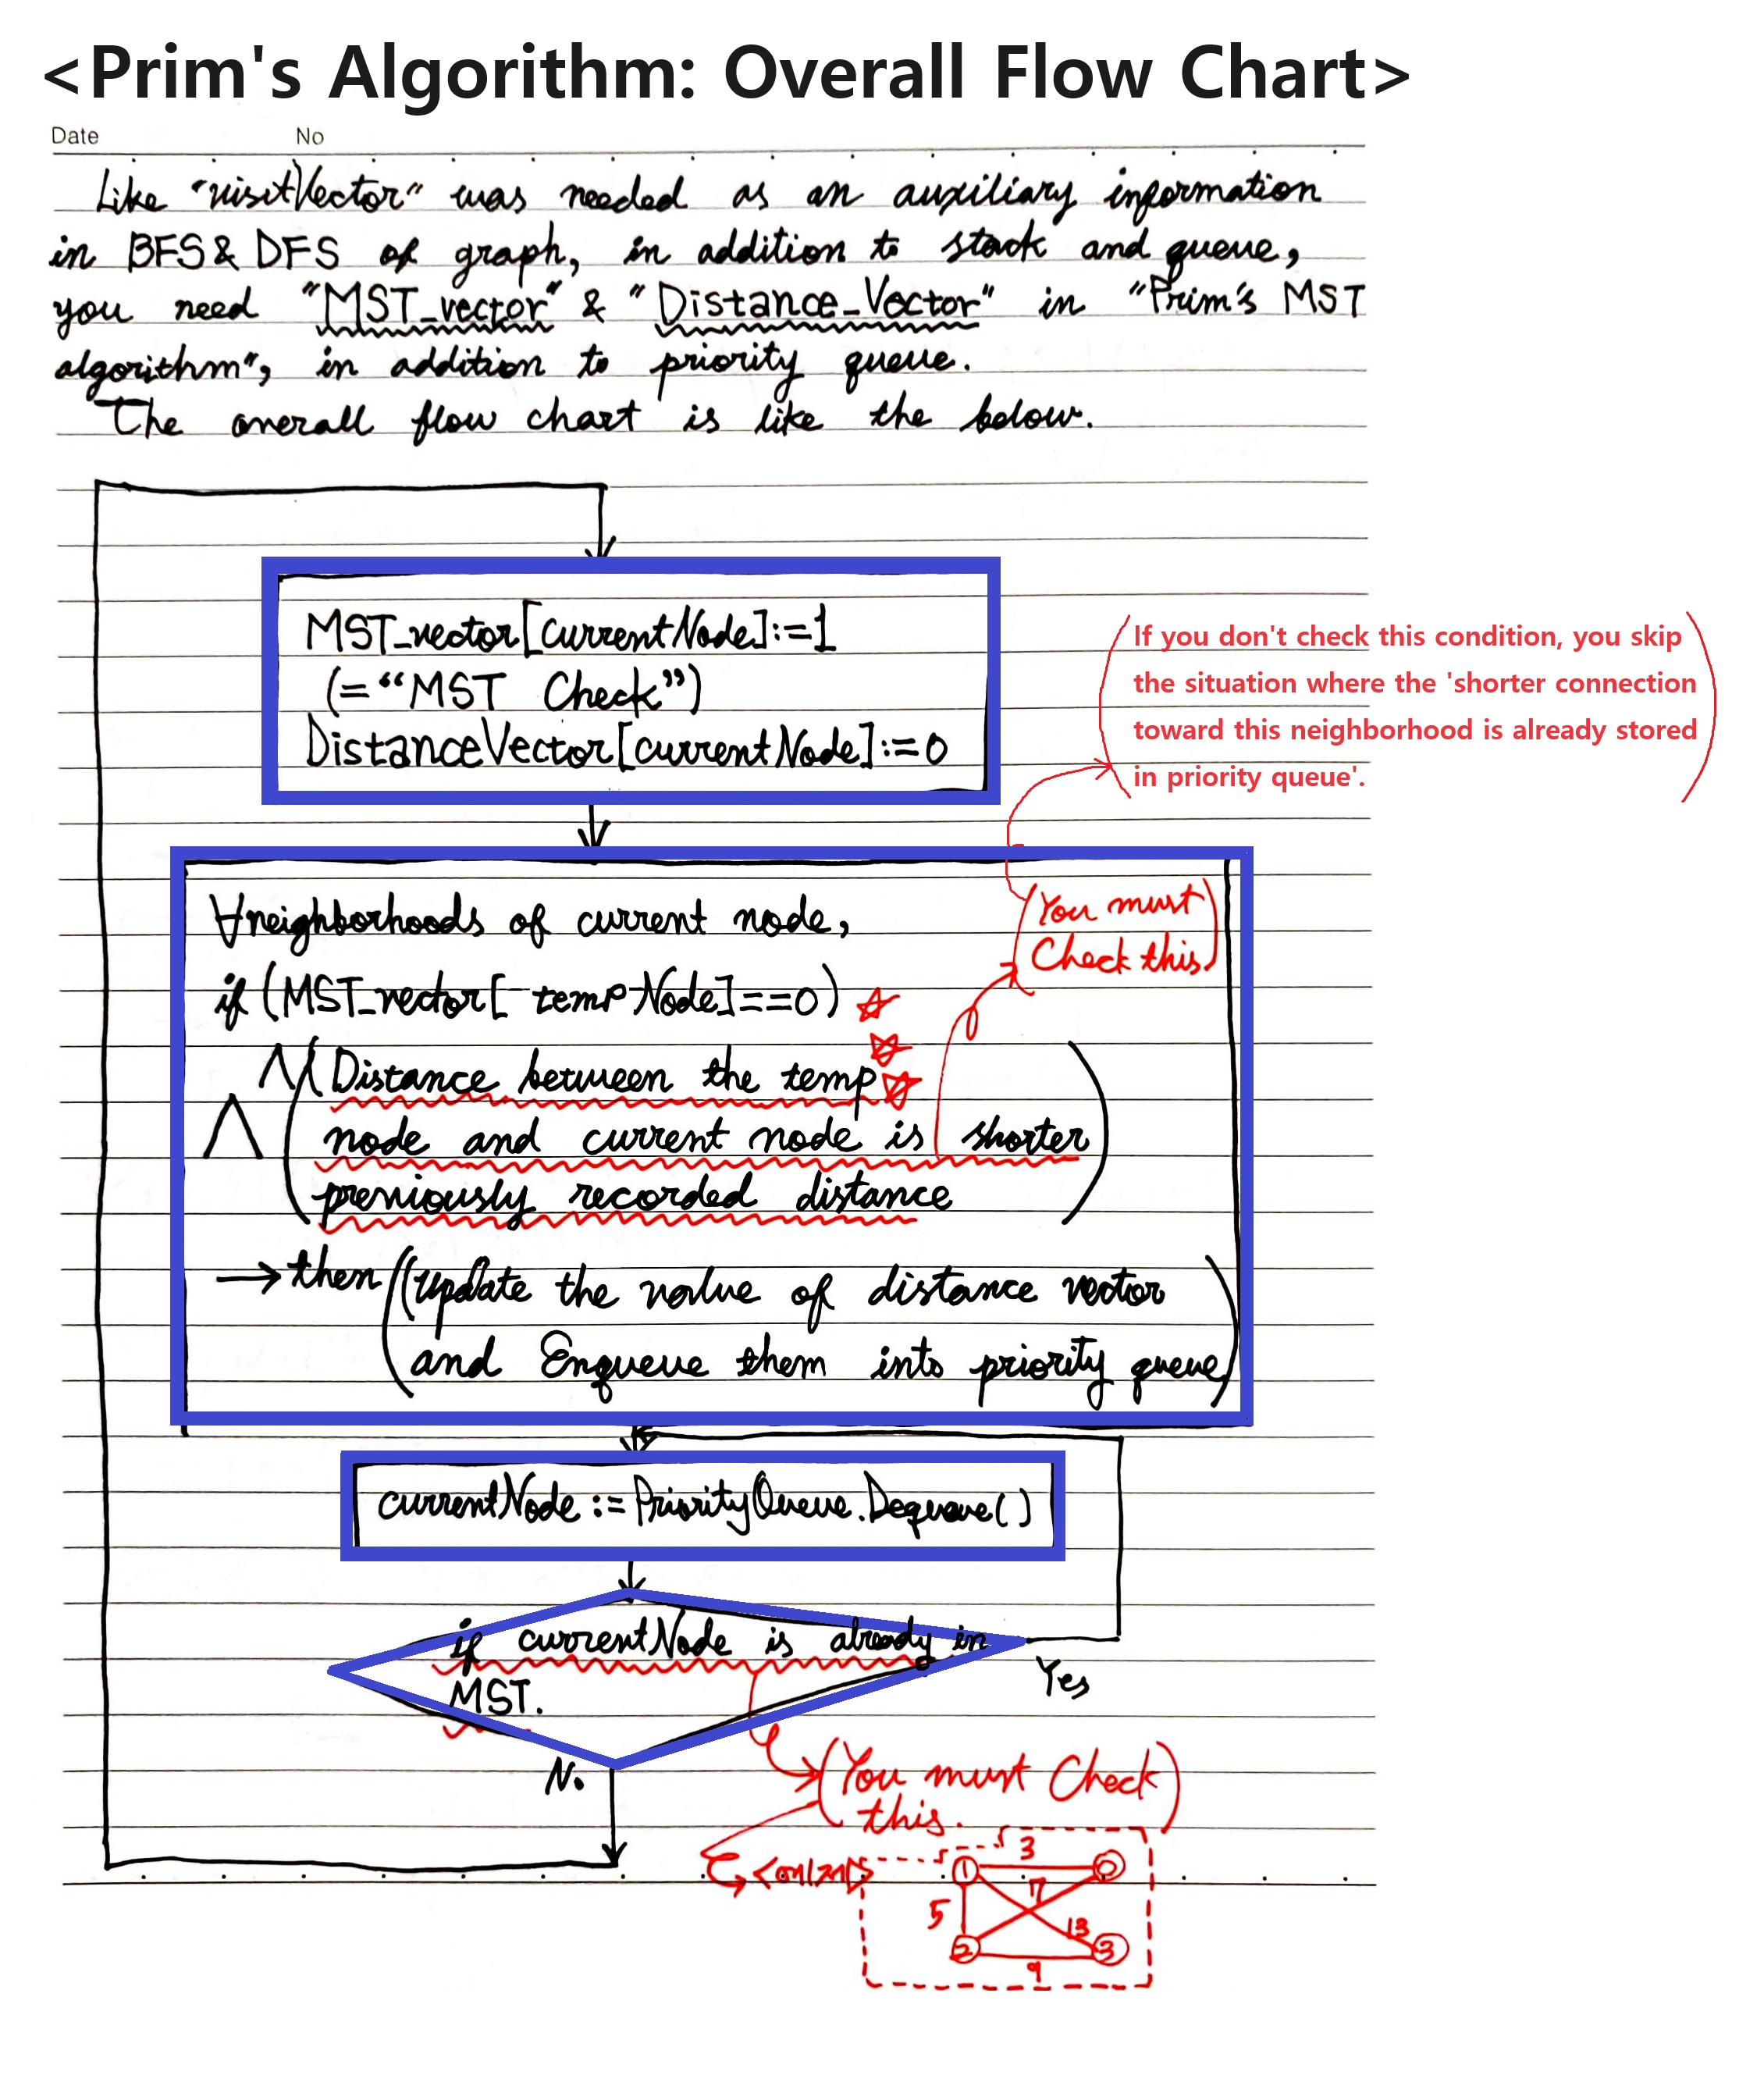 <Prim's Algorithm: Overall Flow Chart>
Date No
Like "visitVector" was needed as an auxiliary information
in BFS & DFS of graph, in addition to stack and queue,
you need "MST_vector" & "Distance_Vector" in "Prim's MST
algorithm", in addition to priority queue.
The overall flow chart is like the below.
MST_vector[currentNode]:=1
(="MST Check")
DistanceVector[currentNode]:=0
If you don't check this condition, you skip
the situation where the 'shorter connection
toward this neighborhood is already stored
in priority queue'.
∀neighborhoods of current node,
(You must
Check this.)
if (MST_vector[tempNode]==0)
∧ (Distance between the temp
node and current node is shorter
previously recorded distance)
→then (Update the value of distance vector
and Enqueue them into priority queue)
currentNode := PriorityQueue.Dequeue()
if currentNode is already in
MST.
Yes
No
(You must Check
this.)
1 3 0
7
5 13
2 3
9